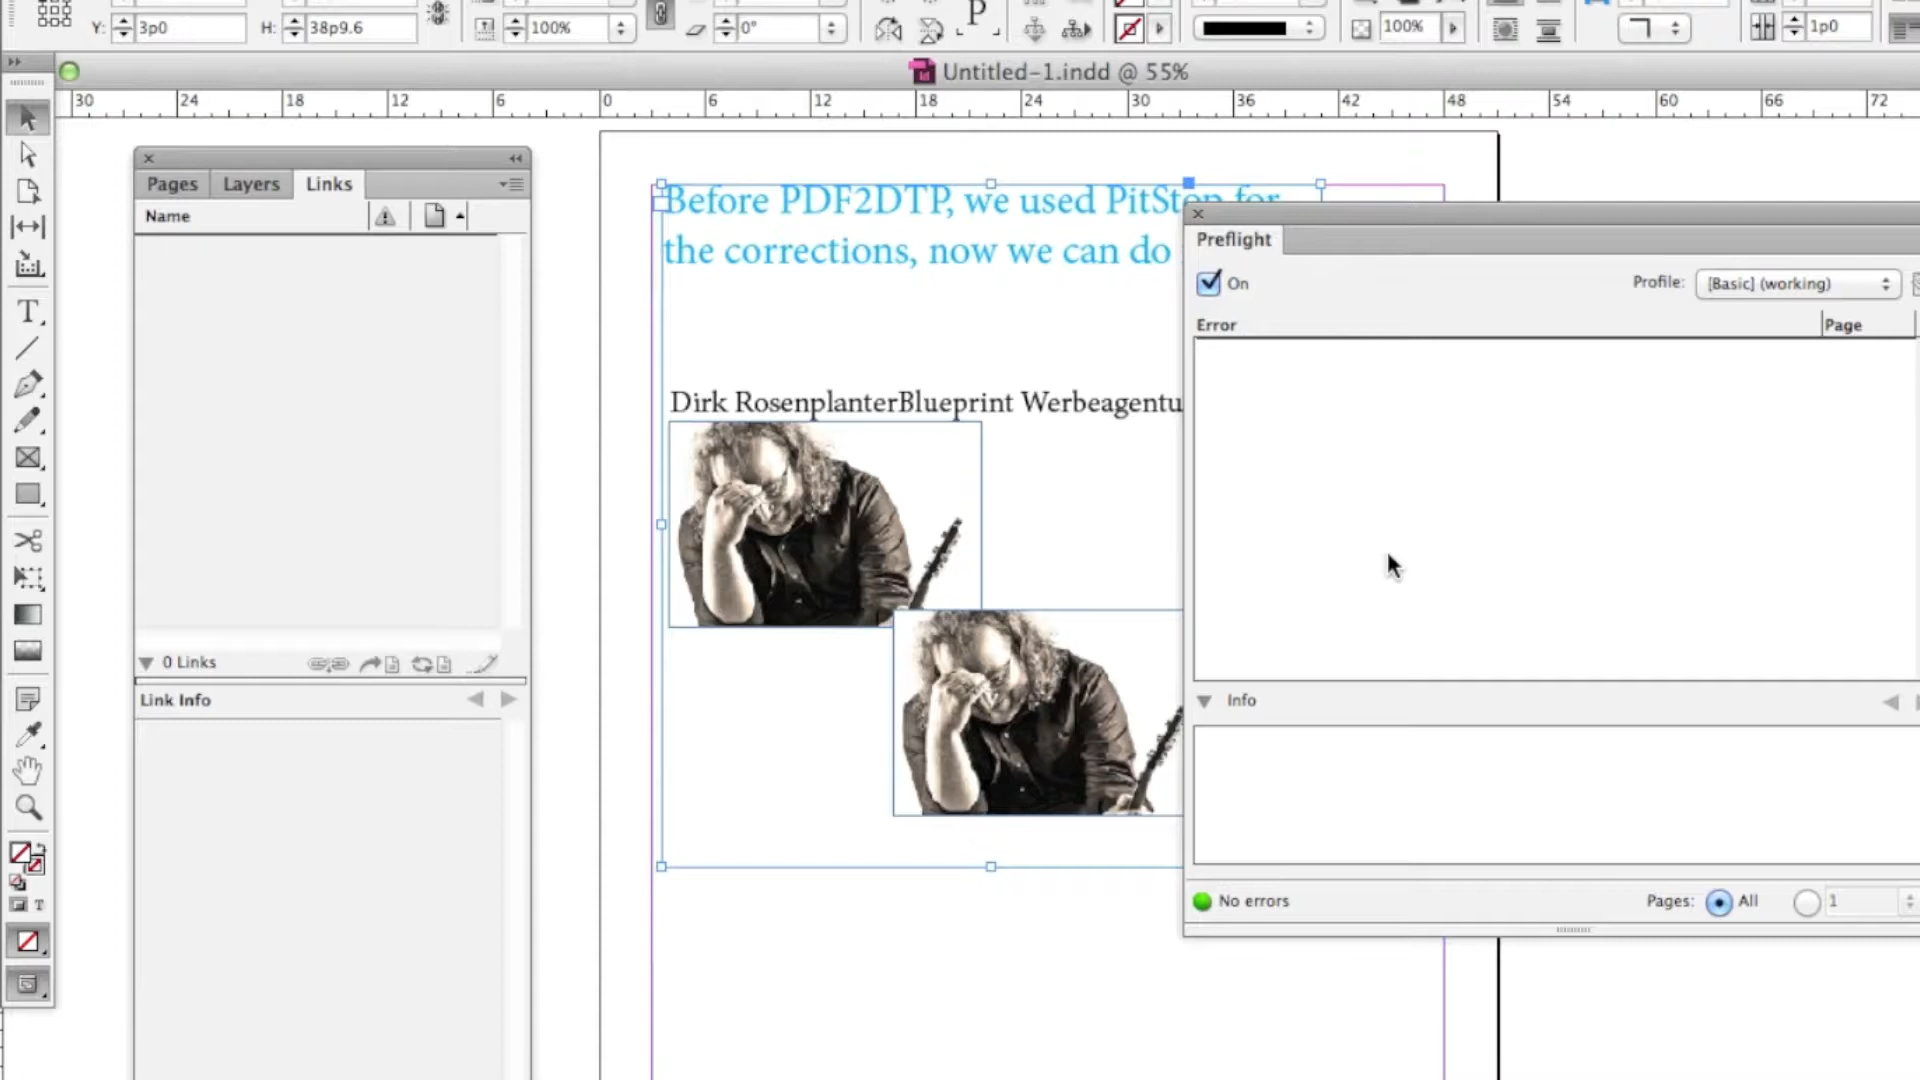 Y: 3p0 H: 38p9.6 100% 0° P 100% 1p0
Untitled-1.indd @ 55%
30 24 18 12 6 0 6 12 18 24 30 36 42 48 54 60 66 72
Pages Layers Links
Name
0 Links
Link Info
Before PDF2DTP, we used PitStop for
the corrections, now we can do
Dirk RosenplanterBlueprint Werbeagentu
Preflight
On Profile: [Basic] (working)
Error Page
Info
No errors Pages: All 1
T
T